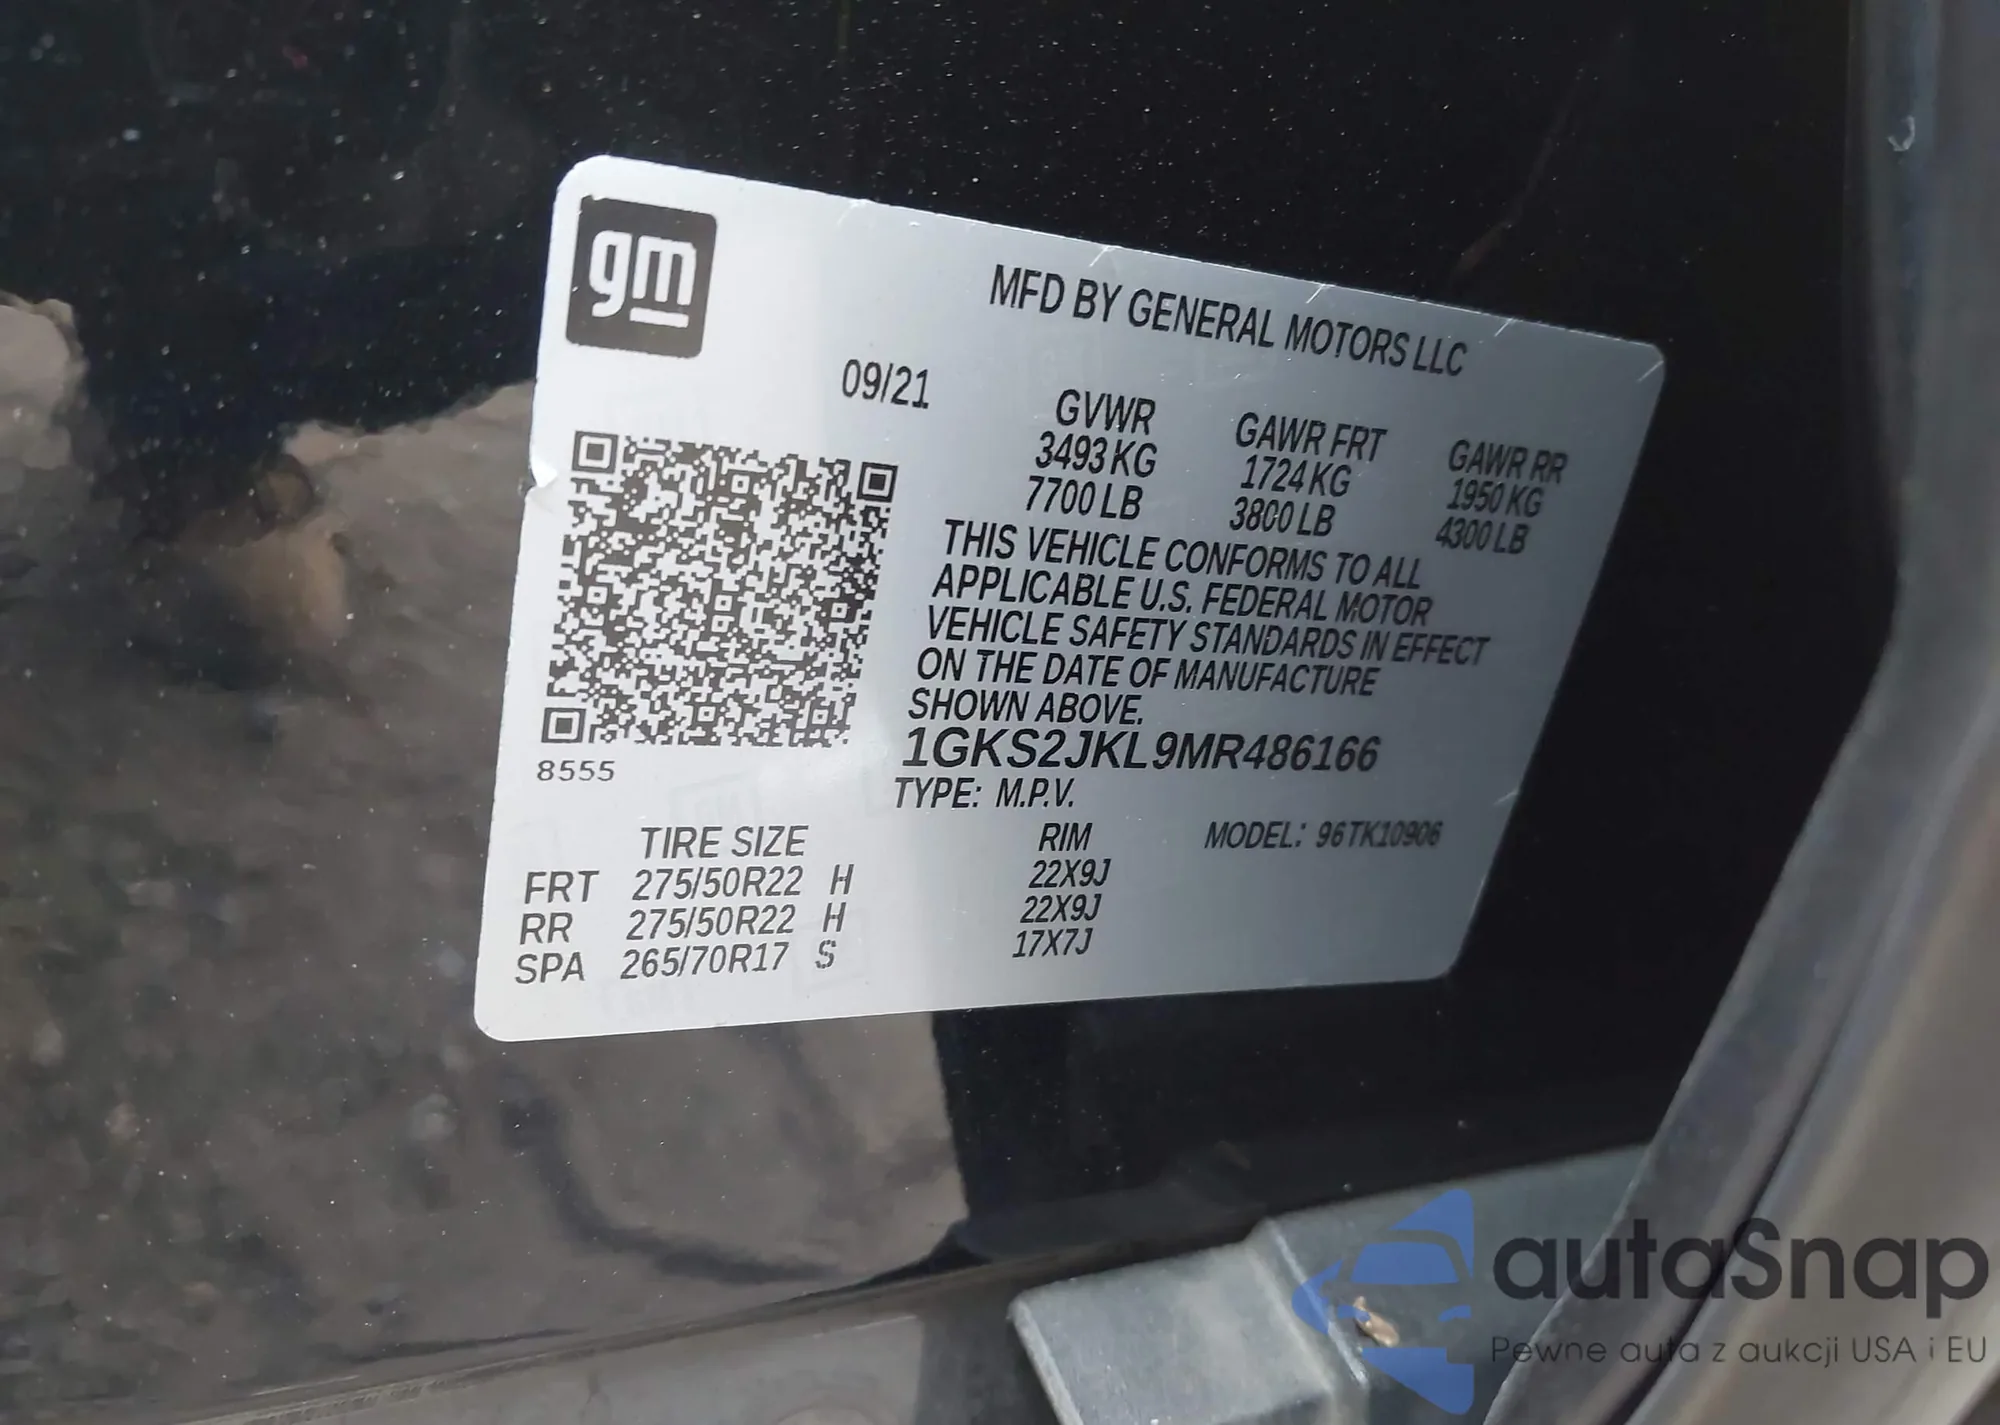 gm
MFD BY GENERAL MOTORS LLC
09/21
GVWR GAWR FRT GAWR RR
3493 KG 1724 KG 1950 KG
7700 LB 3800 LB 4300 LB
THIS VEHICLE CONFORMS TO ALL
APPLICABLE U.S. FEDERAL MOTOR
VEHICLE SAFETY STANDARDS IN EFFECT
ON THE DATE OF MANUFACTURE
SHOWN ABOVE.
1GKS2JKL9MR486166
8555
TYPE: M.P.V.
TIRE SIZE RIM MODEL: 96TK10906
FRT 275/50R22 H 22X9J
RR 275/50R22 H 22X9J
SPA 265/70R17 S 17X7J
autaSnap
Pewne auta z aukcji USA i EU